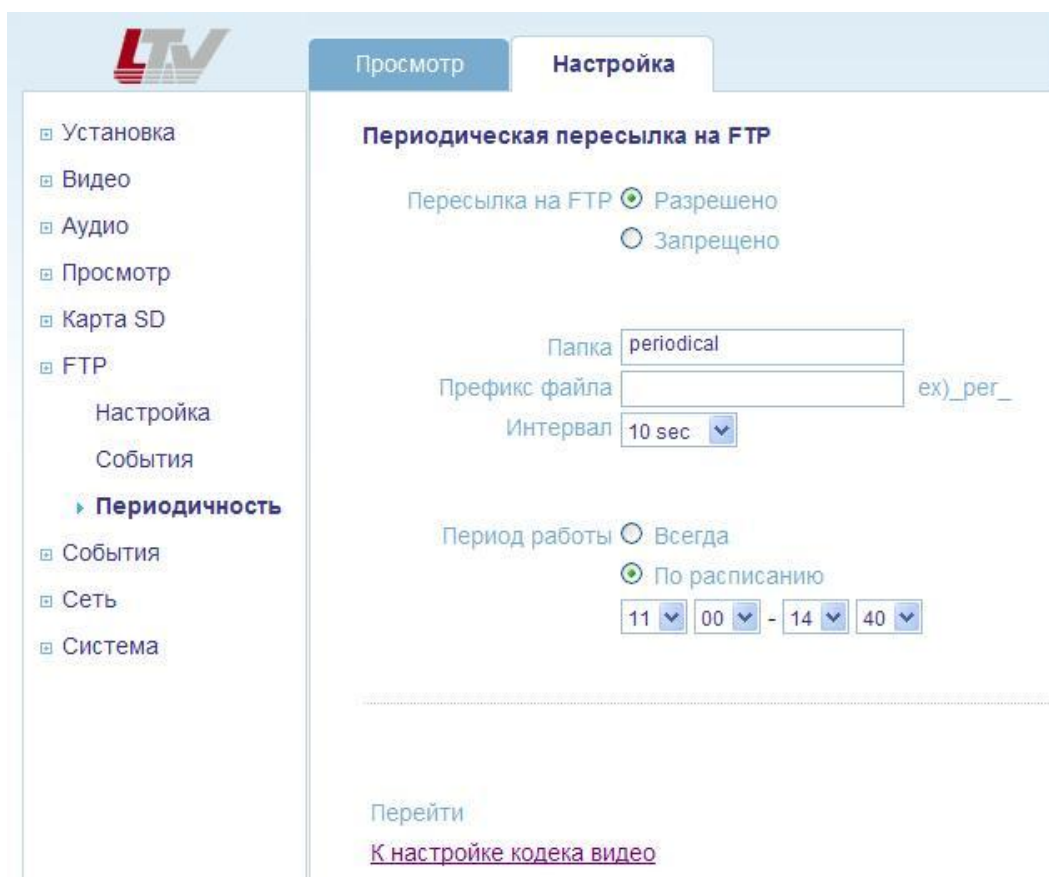 LTV
Просмотр
Настройка
Установка
Видео
Аудио
Просмотр
Карта SD
FTP
Настройка
События
Периодичность
События
Сеть
Система
Периодическая пересылка на FTP
Пересылка на FTP Разрешено
Запрещено
Папка periodical
Префикс файла ex)_per_
Интервал 10 sec
Период работы Всегда
По расписанию
11 00 - 14 40
Перейти
К настройке кодека видео